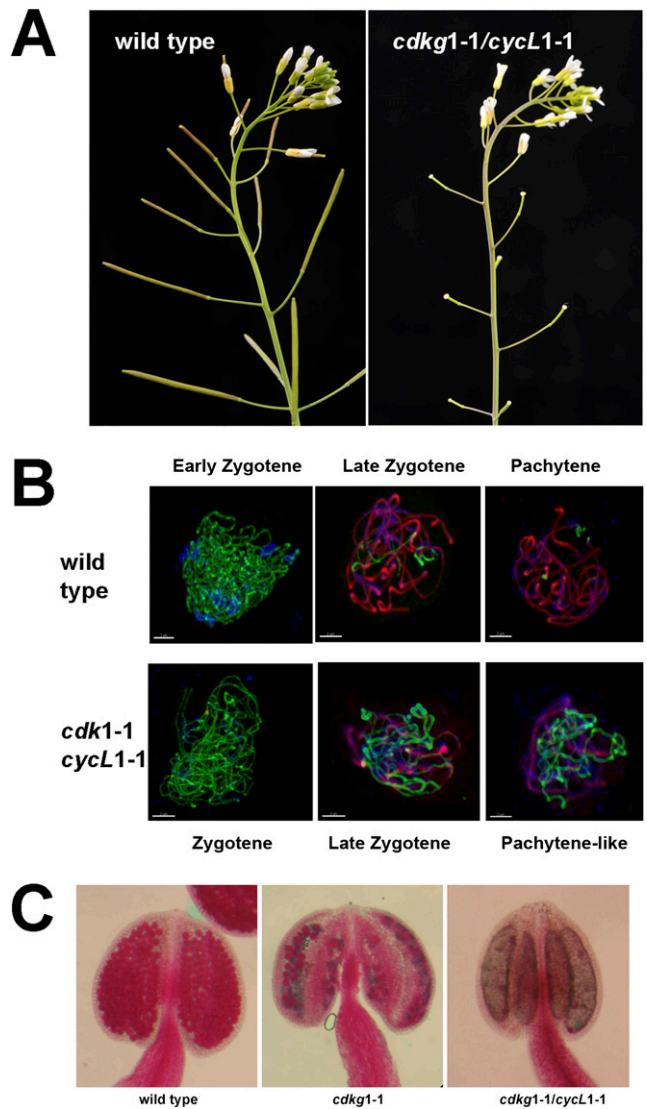 A
wild type
cdkg1-1/cycL1-1
B
Early Zygotene
Late Zygotene
Pachytene
wild
type
cdk1-1
cycL1-1
Zygotene
Late Zygotene
Pachytene-like
C
wild type
cdkg1-1
cdkg1-1/cycL1-1